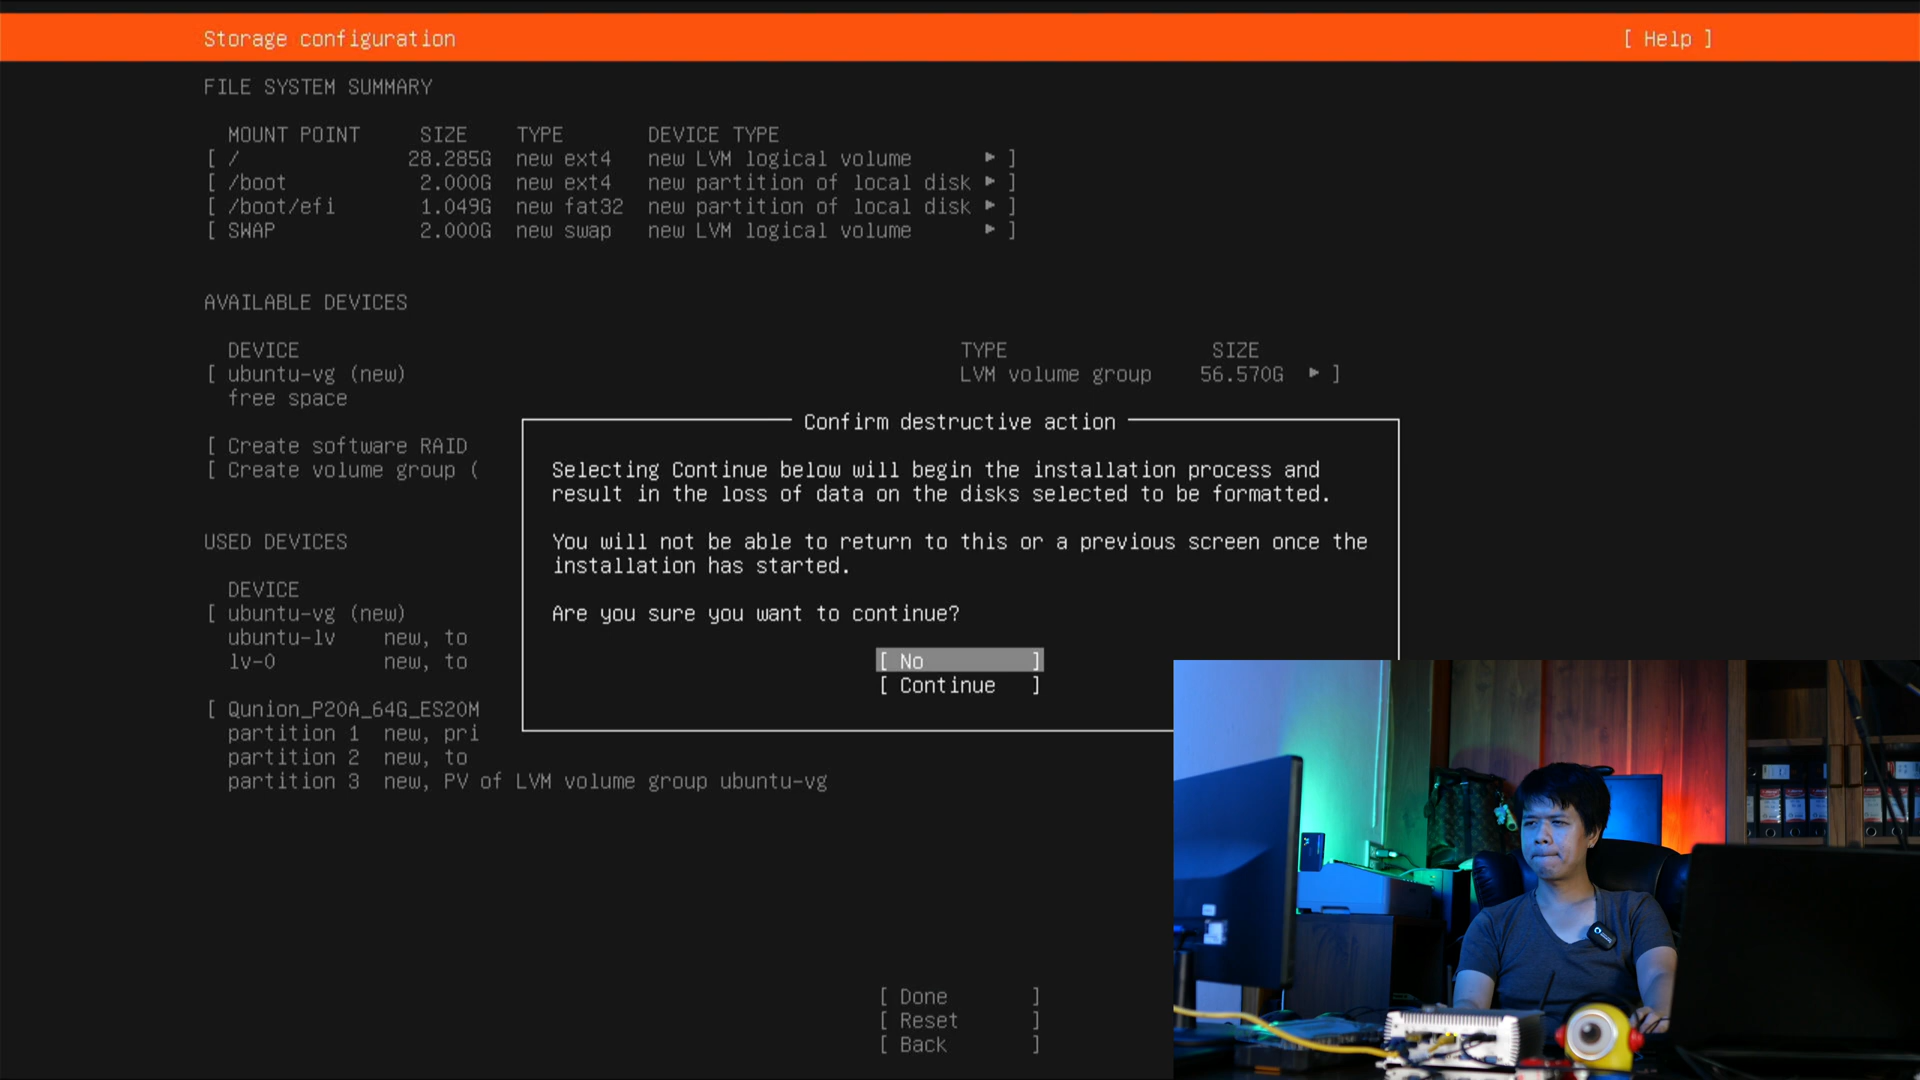 Storage configuration [ Help ]
FILE SYSTEM SUMMARY
MOUNT POINT SIZE TYPE DEVICE TYPE
[ / 28.285G new ext4 new LVM logical volume ▸ ]
[ /boot 2.000G new ext4 new partition of local disk ▸ ]
[ /boot/efi 1.049G new fat32 new partition of local disk ▸ ]
[ SWAP 2.000G new swap new LVM logical volume ▸ ]
AVAILABLE DEVICES
DEVICE TYPE SIZE
[ ubuntu-vg (new) LVM volume group 56.570G ▸ ]
free space
[ Create software RAID
[ Create volume group (
Confirm destructive action
Selecting Continue below will begin the installation process and
result in the loss of data on the disks selected to be formatted.
You will not be able to return to this or a previous screen once the
installation has started.
Are you sure you want to continue?
[ No ]
[ Continue ]
USED DEVICES
DEVICE
[ ubuntu-vg (new)
ubuntu-lv new, to
lv-0 new, to
[ Qunion_P20A_64G_ES20M
partition 1 new, pri
partition 2 new, to
partition 3 new, PV of LVM volume group ubuntu-vg
[ Done ]
[ Reset ]
[ Back ]